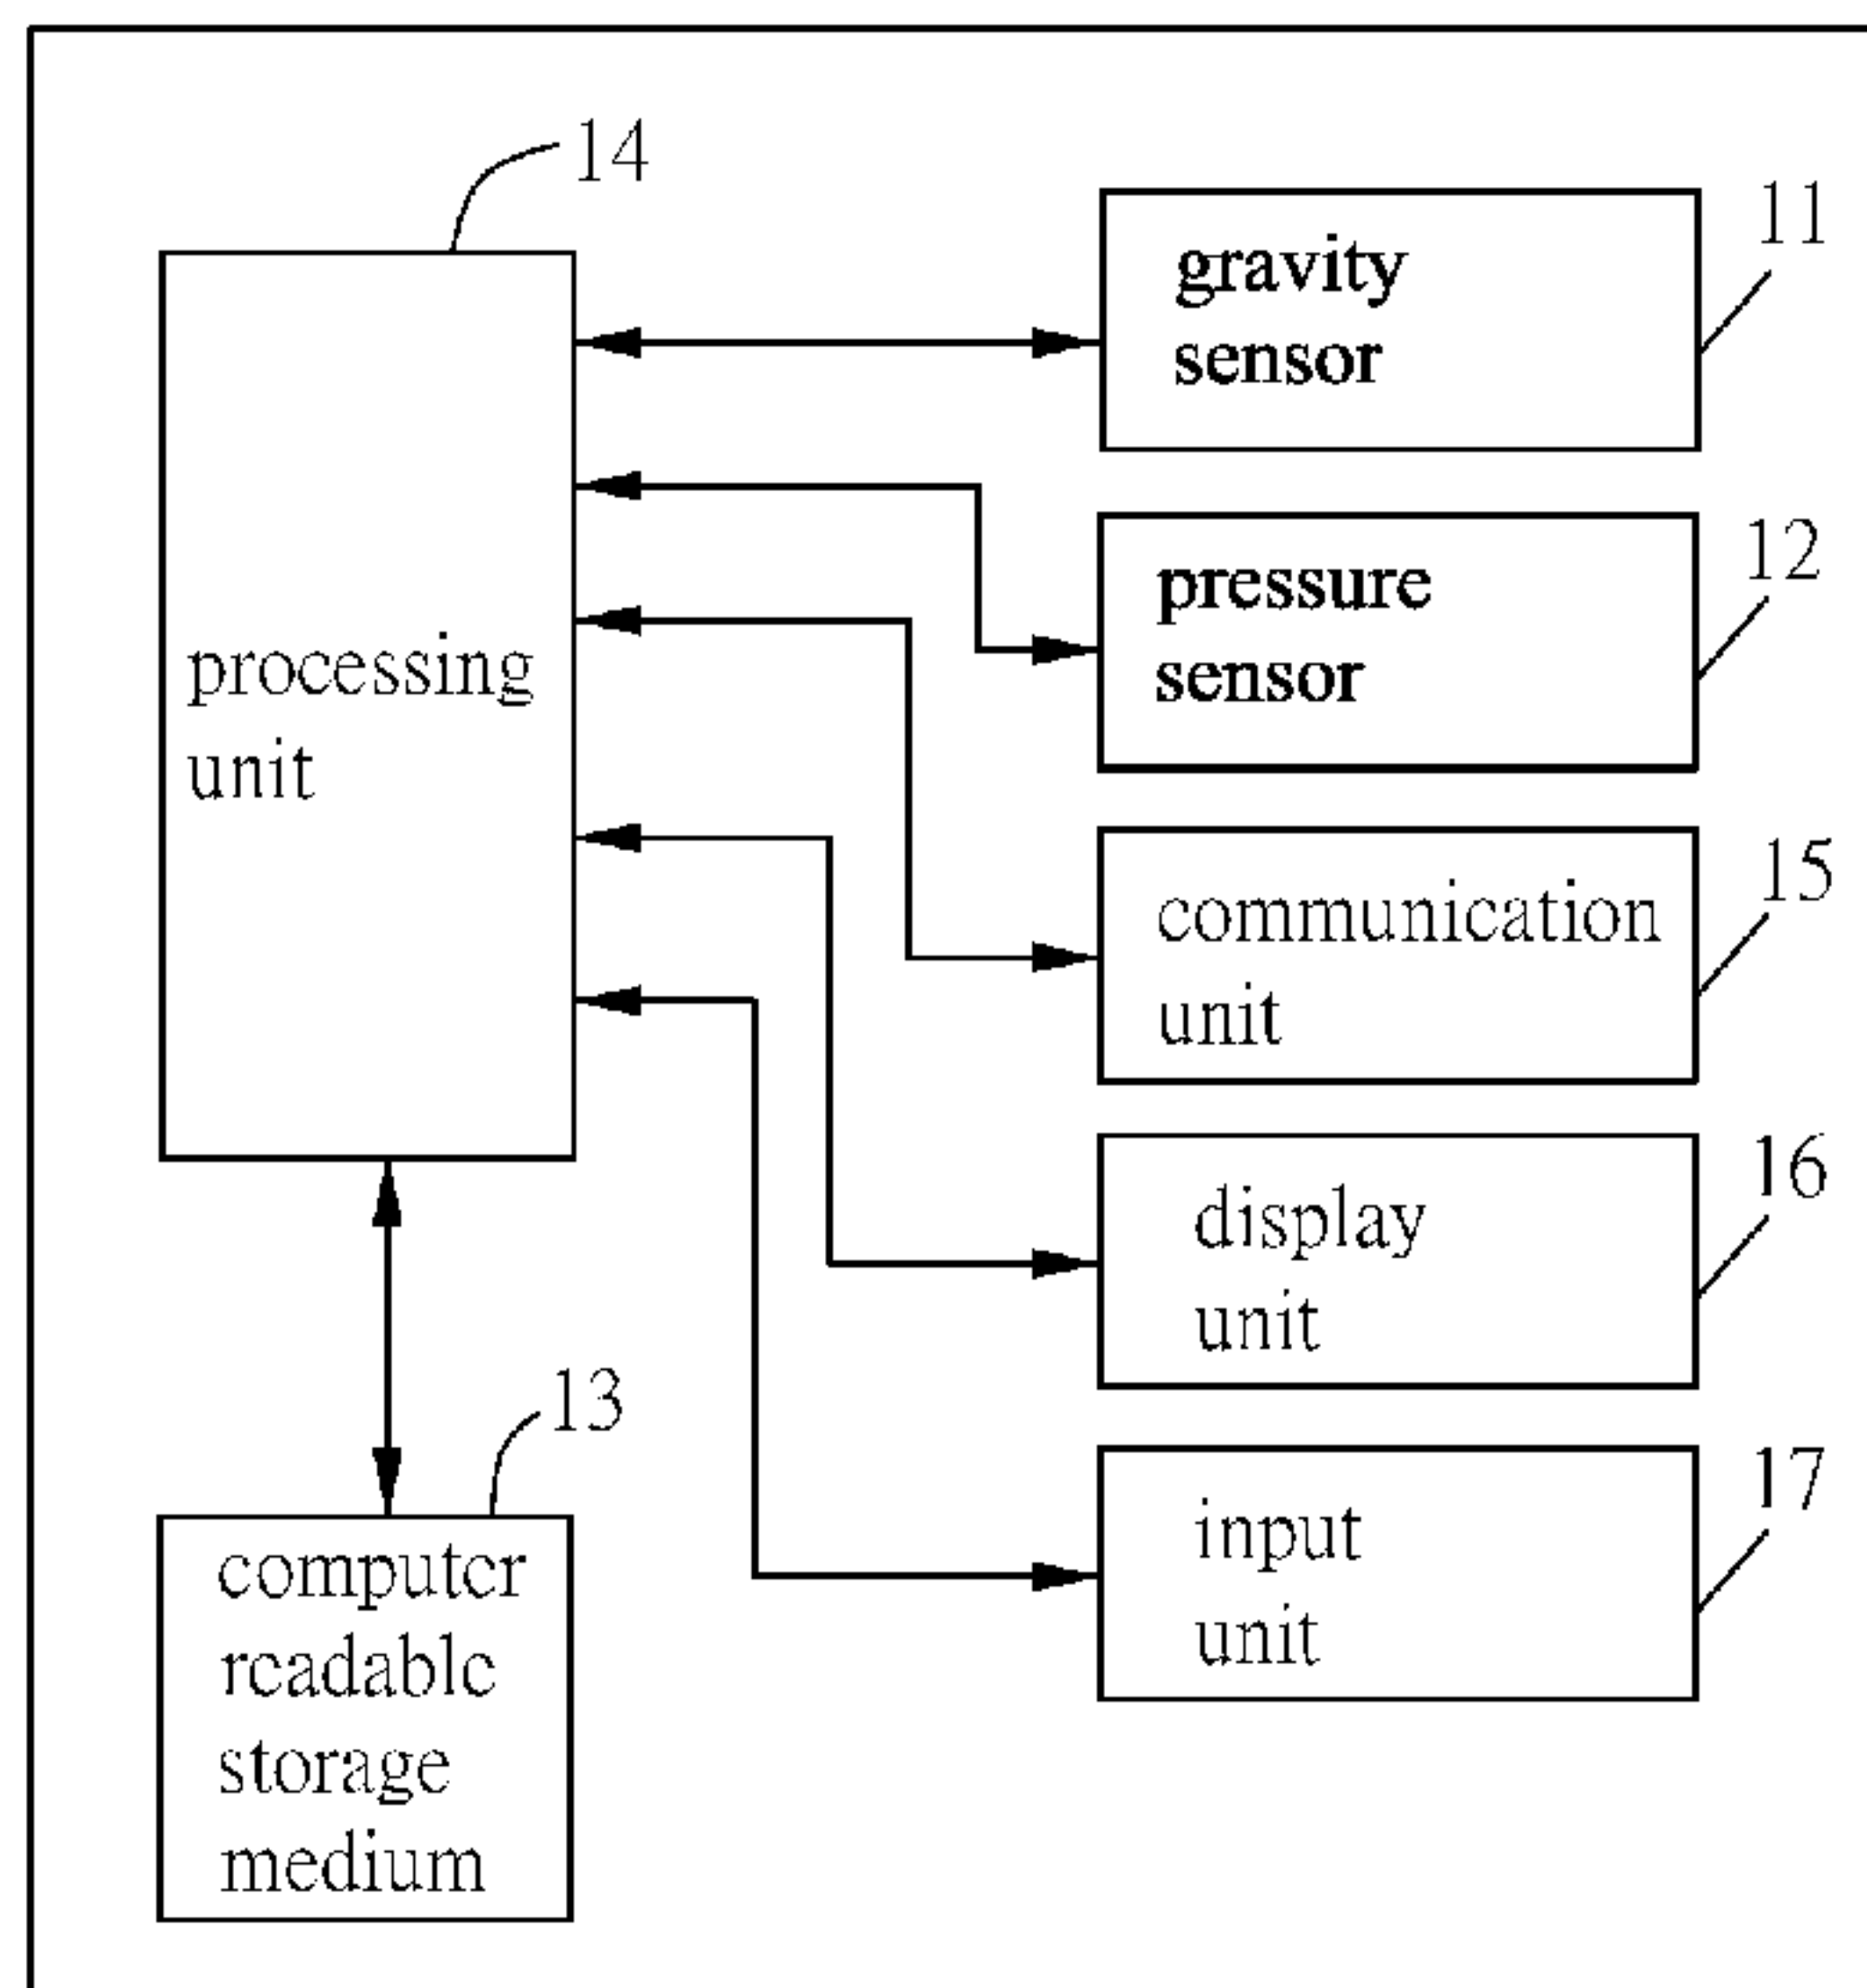 14
processing
unit
gravity
sensor
11
pressure
sensor
12
communication
unit
15
display
unit
16
input
unit
17
13
computer
readable
storage
medium